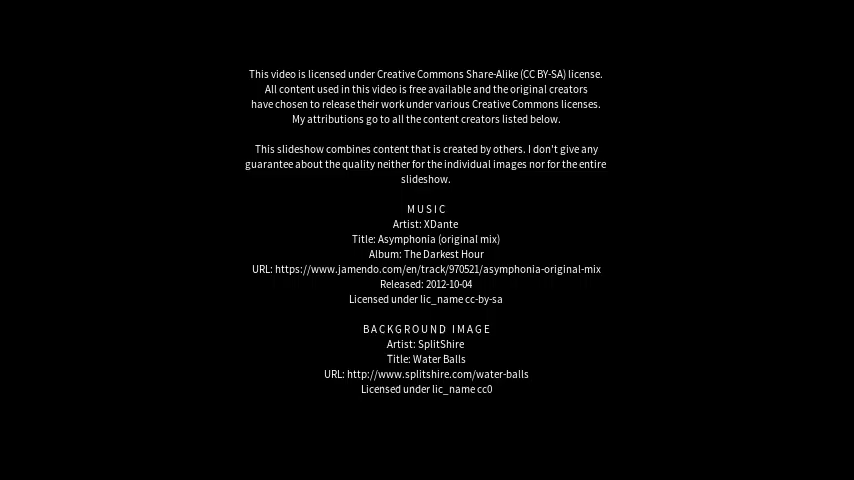 This video is licensed under Creative Commons Share-Alike (CC BY-SA) license.
All content used in this video is free available and the original creators
have chosen to release their work under various Creative Commons licenses.
My attributions go to all the content creators listed below.
This slideshow combines content that is created by others. I don't give any
guarantee about the quality neither for the individual images nor for the entire
slideshow.
MUSIC
Artist: XDante
Title: Asymphonia (original mix)
Album: The Darkest Hour
URL: https://www.jamendo.com/en/track/970521/asymphonia-original-mix
Released: 2012-10-04
Licensed under lic_name cc-by-sa
BACKGROUND IMAGE
Artist: SplitShire
Title: Water Balls
URL: http://www.splitshire.com/water-balls
Licensed under lic_name cc0